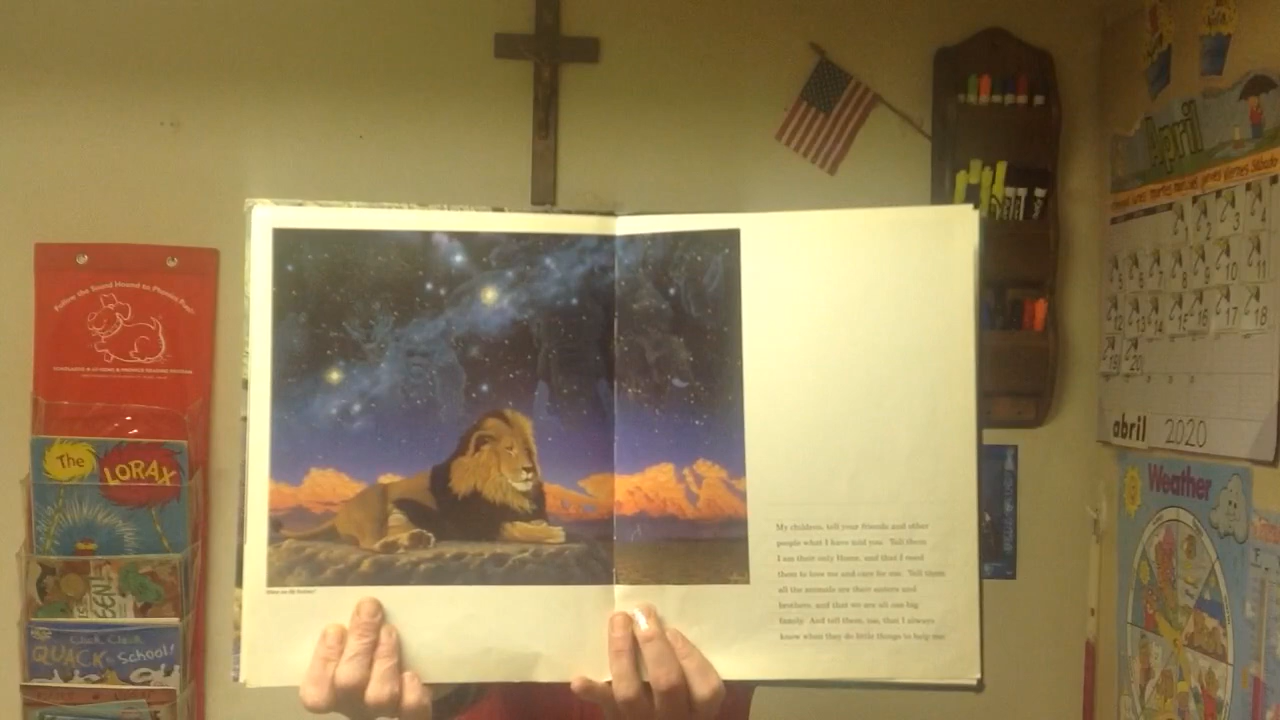 Follow the Sound Hound to Phonics Fun!
The
LORAX
Click, Clack,
QUACK to School!
My children, tell your friends and other
people what I have told you. Tell them
I am their only Home, and that I need
them to love me and care for me. Tell them
all the animals are their sisters and
brothers, and that we are all one big
family. And tell them, too, that I always
know when they do little things to help me.
April
martes miércoles jueves viernes sábado
1 2 3 4
5 6 7 8 9 10 11
12 13 14 15 16 17 18
19 20
abril 2020
Weather